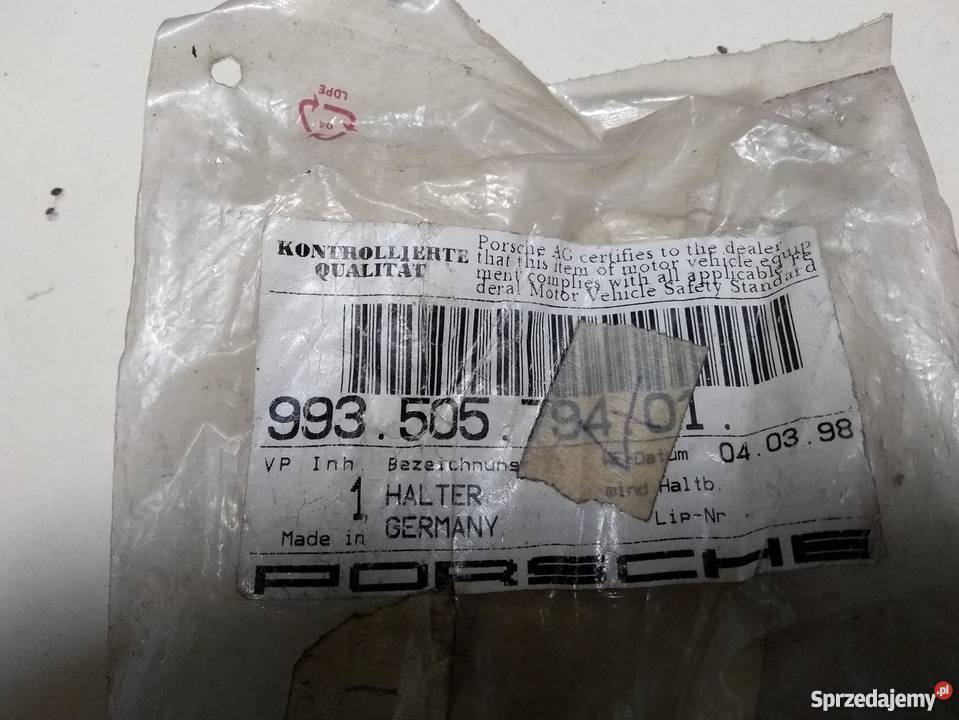 LDPE
04
KONTROLLIERTE
QUALITÄT
Porsche AG certifies to the dealer
that this item of motor vehicle equip
ment complies with all applicable Fe
deral Motor Vehicle Safety Standard
993.505.794/01.
VP Inh. Bezeichnung Datum 04.03.98
1 HALTER mind Haltb.
Made in GERMANY Lip-Nr
PORSCHE
Sprzedajemy.pl